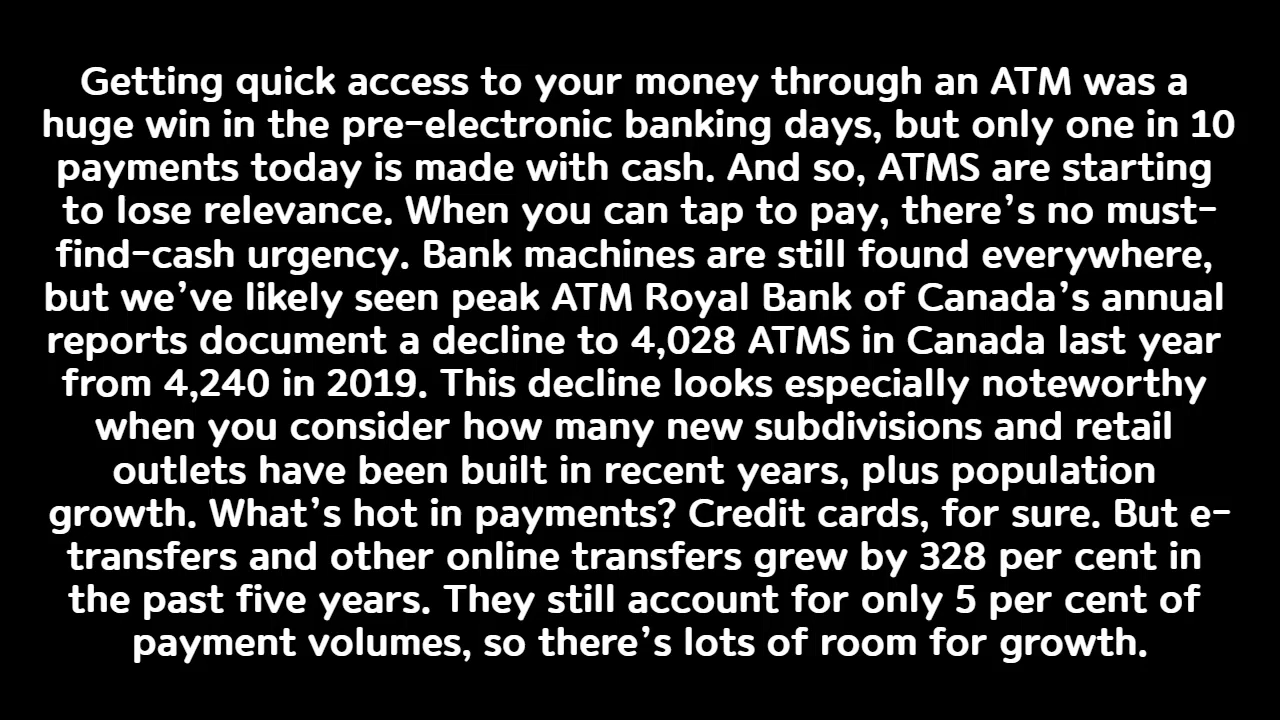 Getting quick access to your money through an ATM was a
huge win in the pre-electronic banking days, but only one in 10
payments today is made with cash. And so, ATMS are starting
to lose relevance. When you can tap to pay, there's no must-
find-cash urgency. Bank machines are still found everywhere,
but we've likely seen peak ATM Royal Bank of Canada's annual
reports document a decline to 4,028 ATMS in Canada last year
from 4,240 in 2019. This decline looks especially noteworthy
when you consider how many new subdivisions and retail
outlets have been built in recent years, plus population
growth. What's hot in payments? Credit cards, for sure. But e-
transfers and other online transfers grew by 328 per cent in
the past five years. They still account for only 5 per cent of
payment volumes, so there's lots of room for growth.